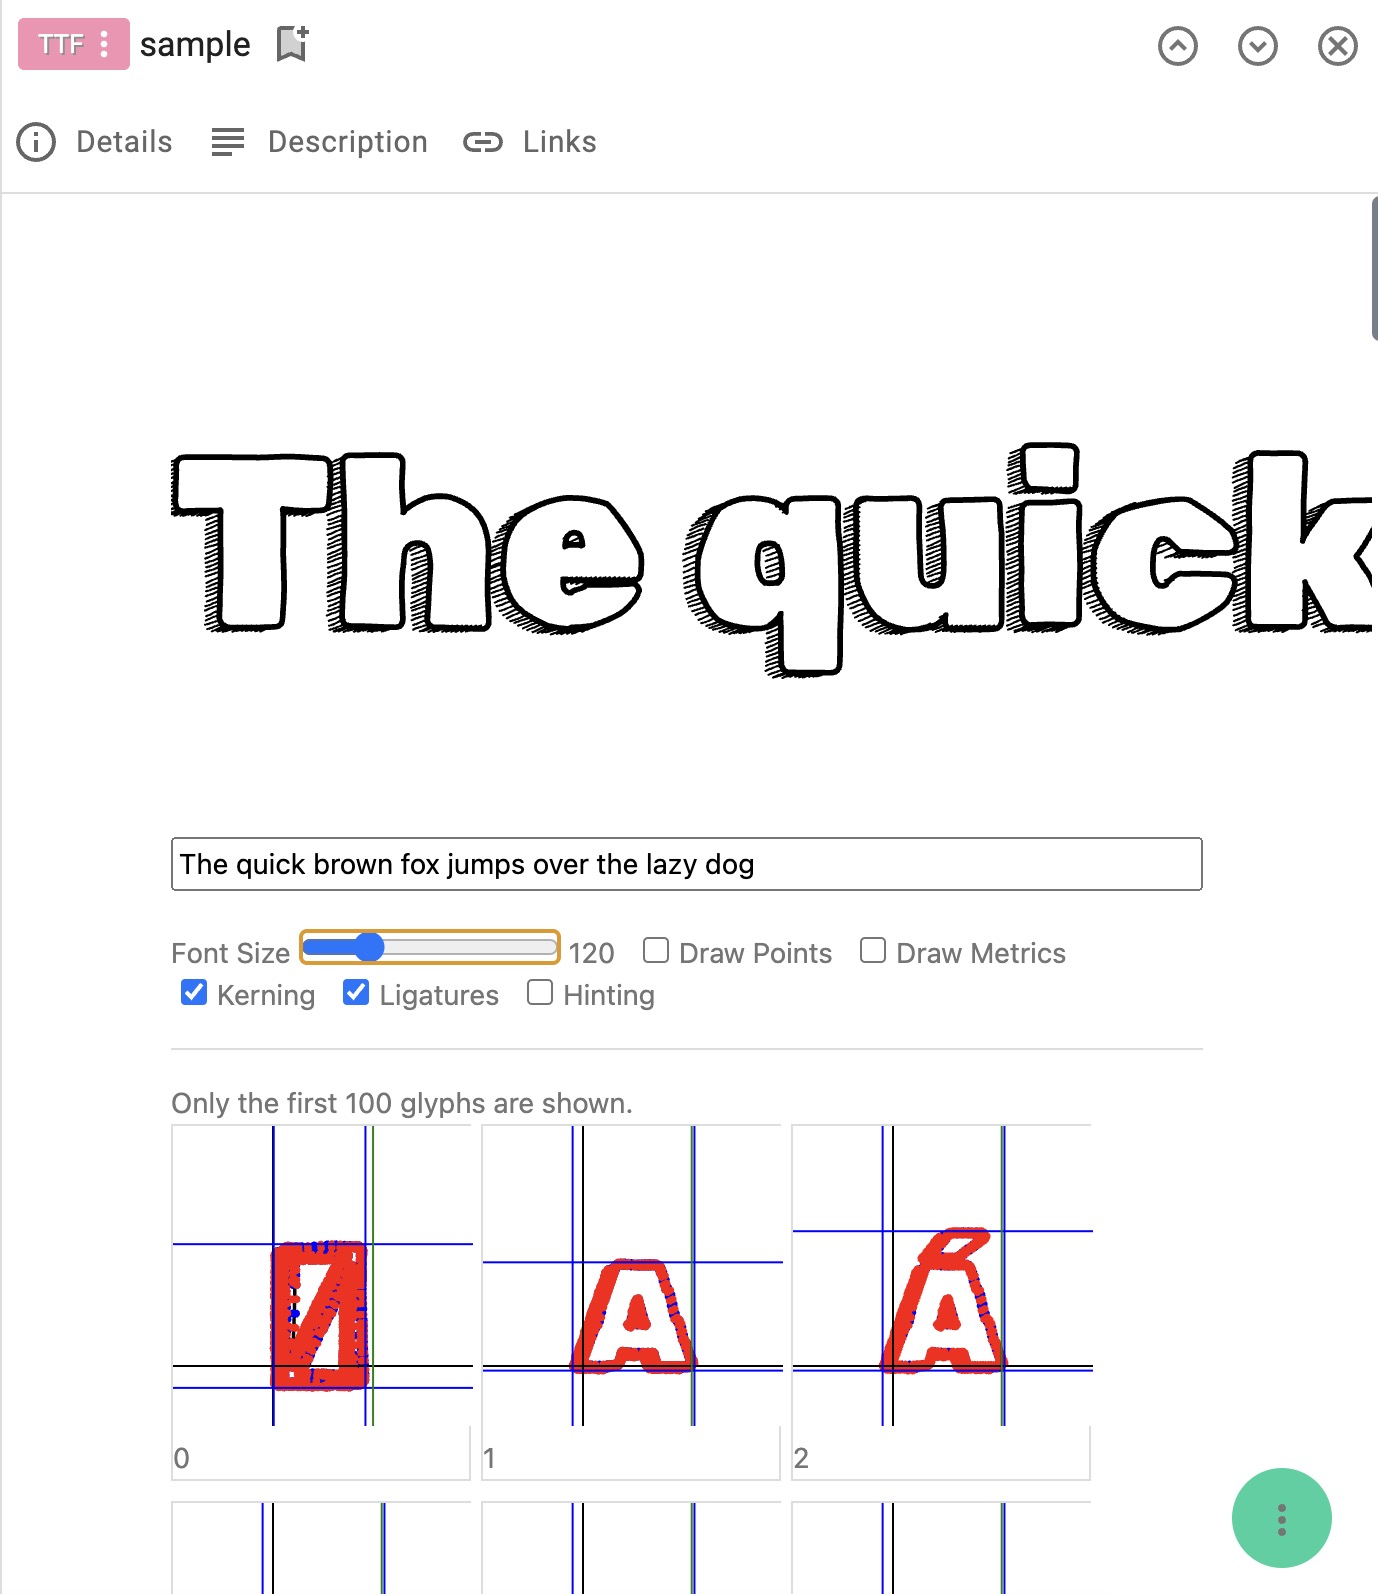 TTF sample
Details Description Links
The quick
The quick brown fox jumps over the lazy dog
Font Size 120 Draw Points Draw Metrics
Kerning Ligatures Hinting
Only the first 100 glyphs are shown.
A Á
0 1 2